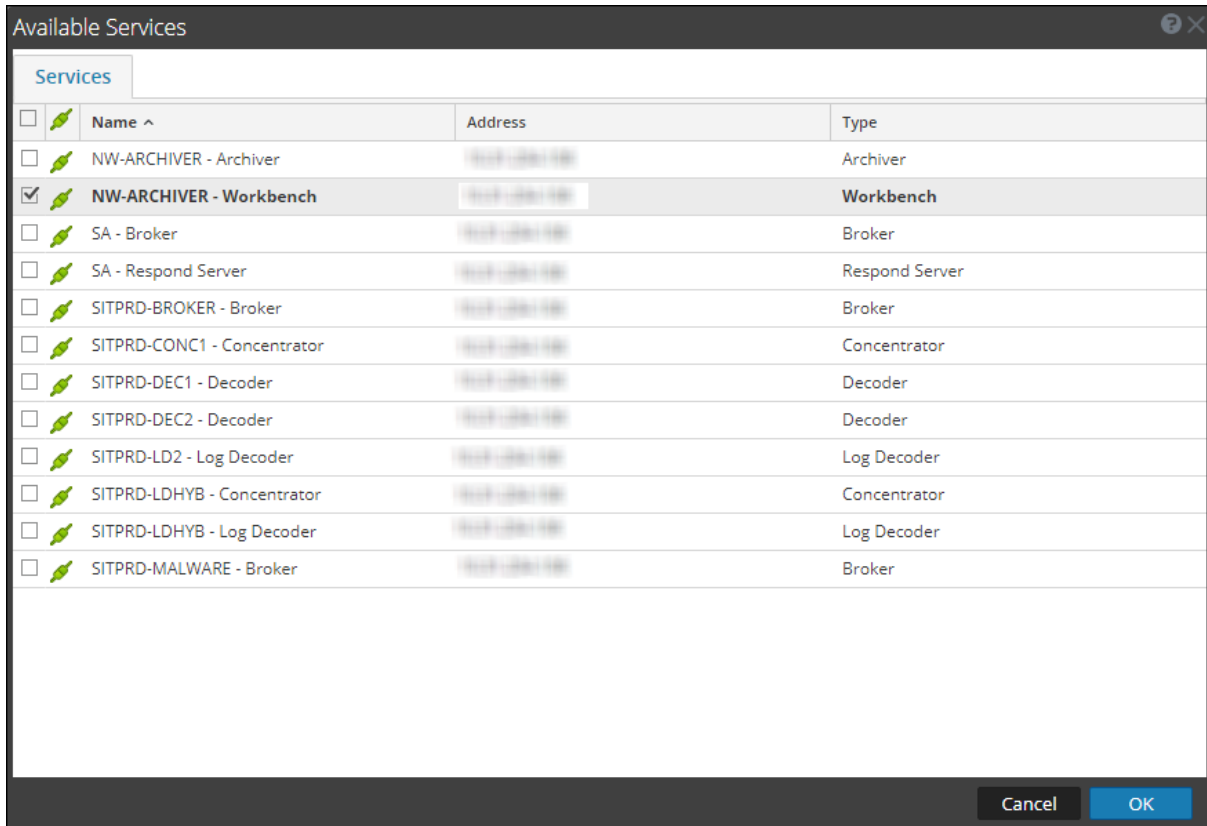 Available Services
Services
Name Address Type
NW-ARCHIVER - Archiver Archiver
NW-ARCHIVER - Workbench Workbench
SA - Broker Broker
SA - Respond Server Respond Server
SITPRD-BROKER - Broker Broker
SITPRD-CONC1 - Concentrator Concentrator
SITPRD-DEC1 - Decoder Decoder
SITPRD-DEC2 - Decoder Decoder
SITPRD-LD2 - Log Decoder Log Decoder
SITPRD-LDHYB - Concentrator Concentrator
SITPRD-LDHYB - Log Decoder Log Decoder
SITPRD-MALWARE - Broker Broker
Cancel OK